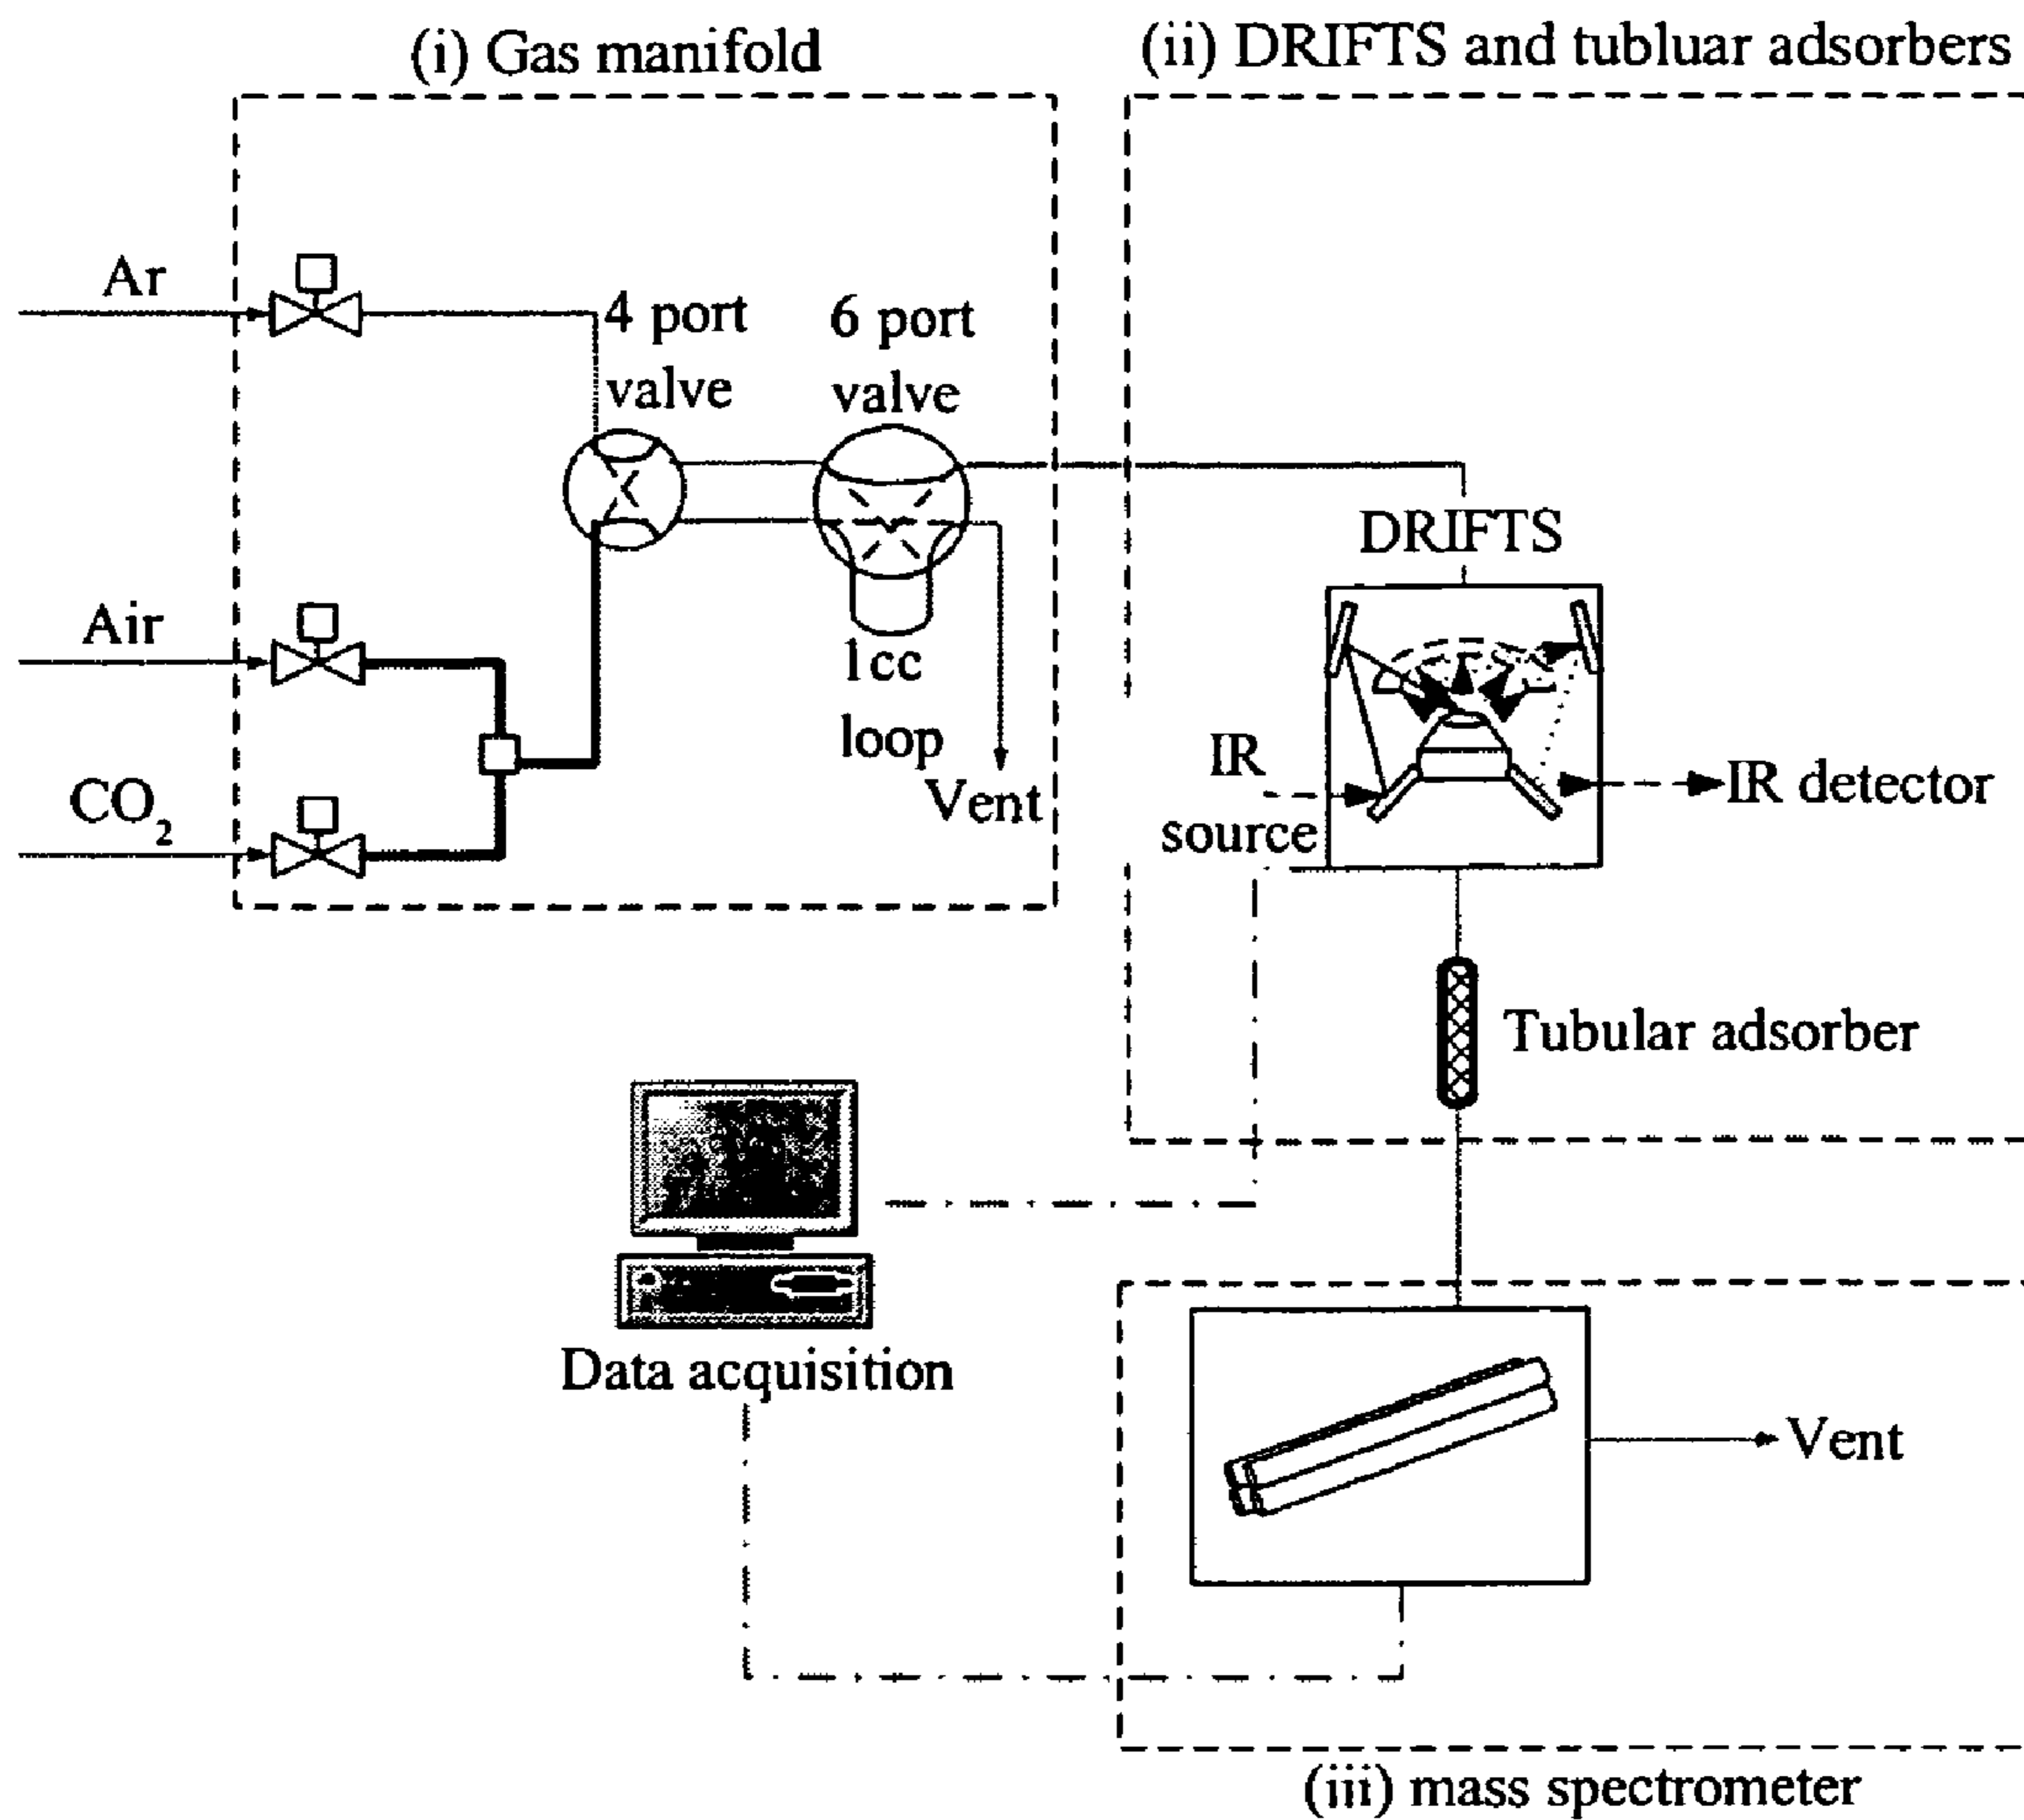 (i) Gas manifold
(ii) DRIFTS and tubluar adsorbers
Ar
4 port
valve
6 port
valve
Air
1cc
loop
Vent
CO₂
DRIFTS
IR
source
IR detector
Tubular adsorber
Data acquisition
Vent
(iii) mass spectrometer